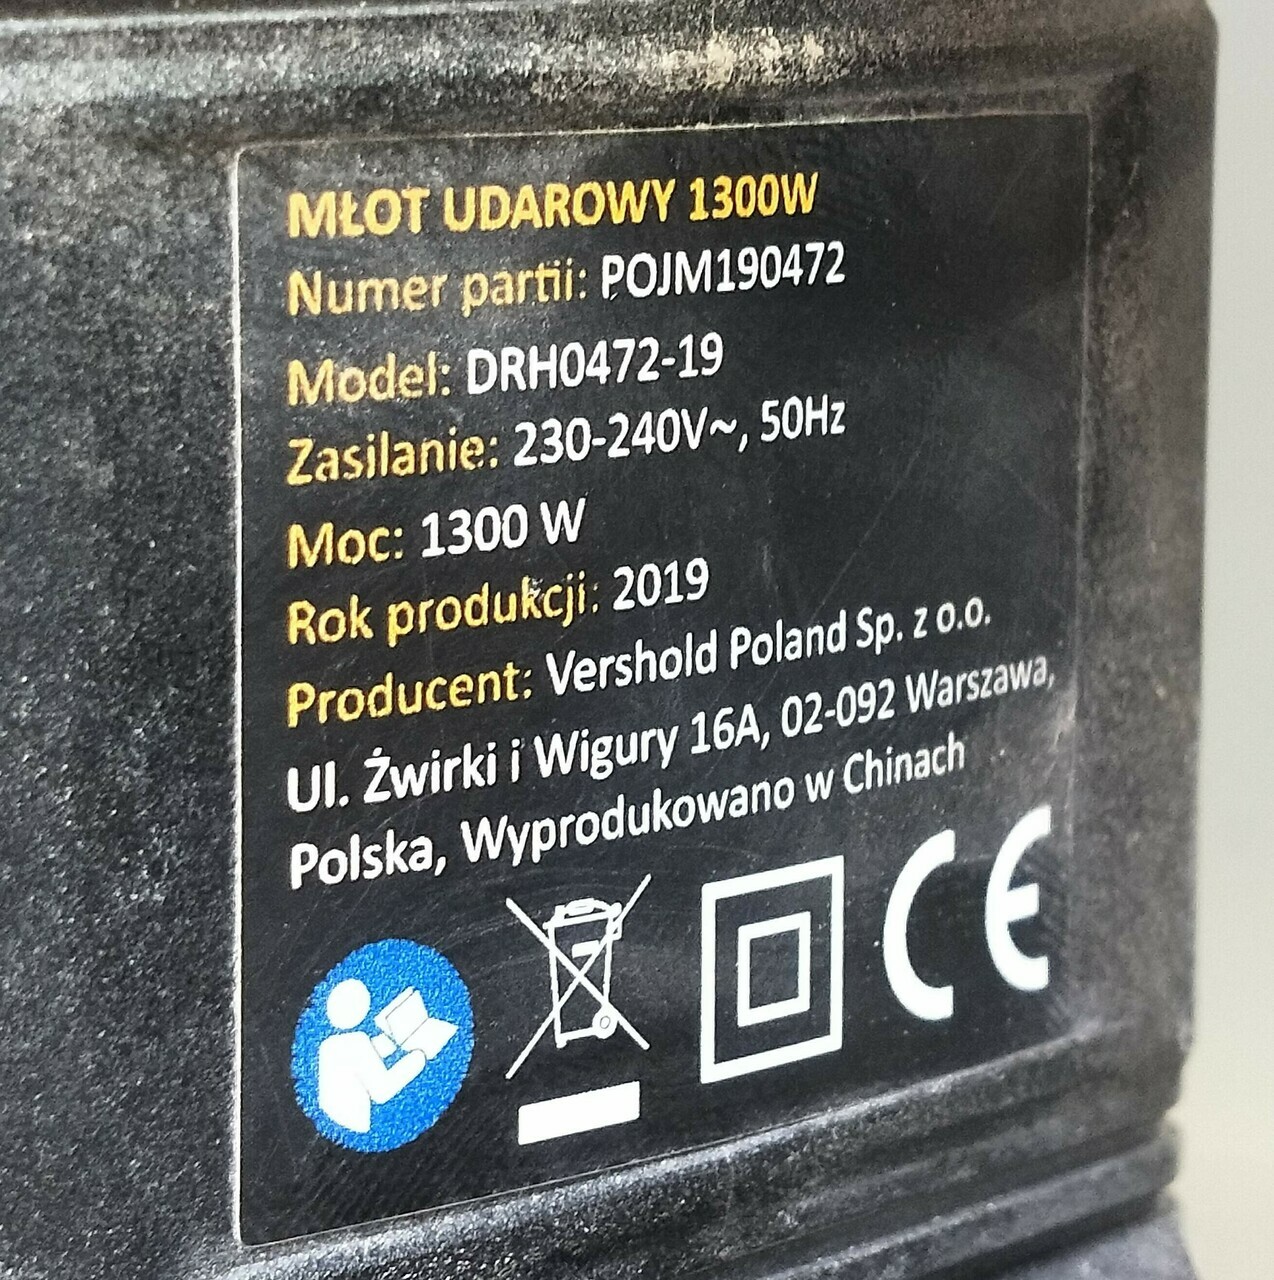 MŁOT UDAROWY 1300W
Numer partii: POJM190472
Model: DRH0472-19
Zasilanie: 230-240V~, 50Hz
Moc: 1300 W
Rok produkcji: 2019
Producent: Vershold Poland Sp. z o.o.
Ul. Żwirki i Wigury 16A, 02-092 Warszawa,
Polska, Wyprodukowano w Chinach
CE